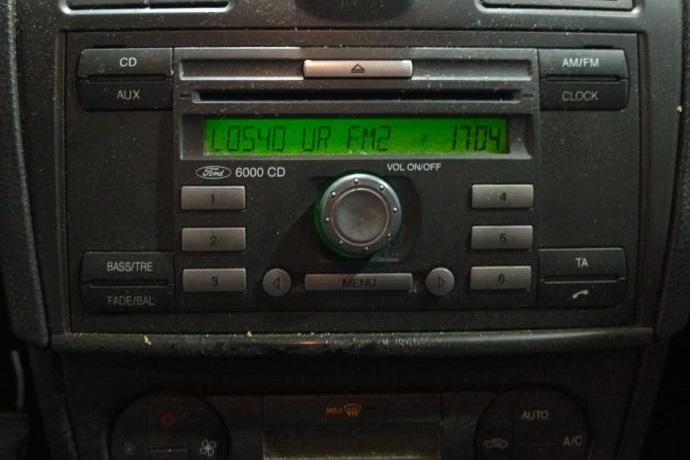 CD
AM/FM
AUX
CLOCK
LOS40 UR FM2 17:04
Ford 6000 CD
VOL ON/OFF
1
4
2
5
BASS/TRE
TA
3
MENU
6
FADE/BAL
MAX
AUTO
A/C